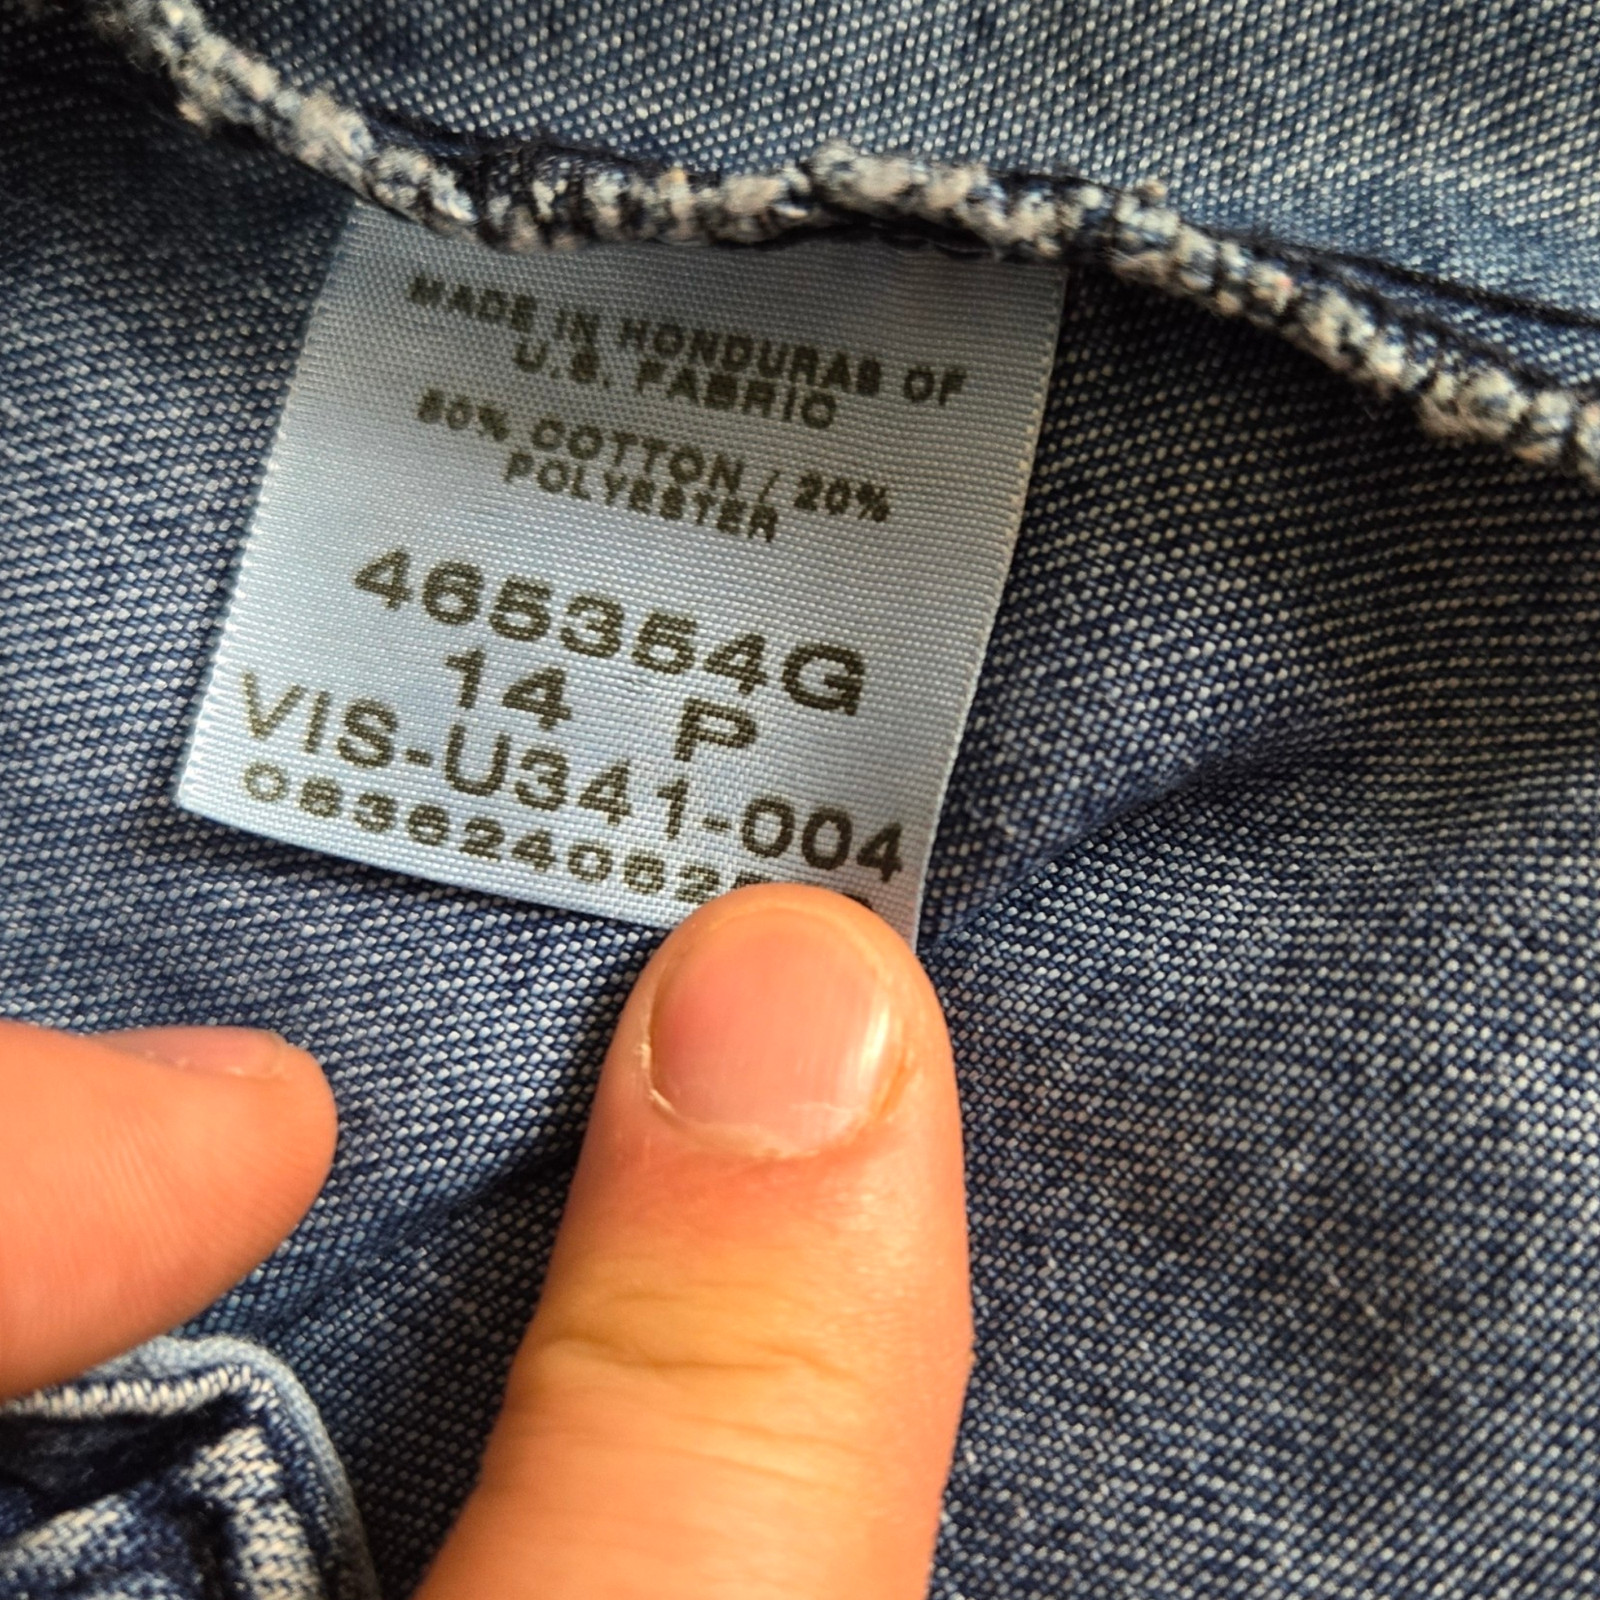 MADE IN HONDURAS OF
U.S. FABRIC
80% COTTON / 20%
POLYESTER
465354G
14 P
VIS-U341-004